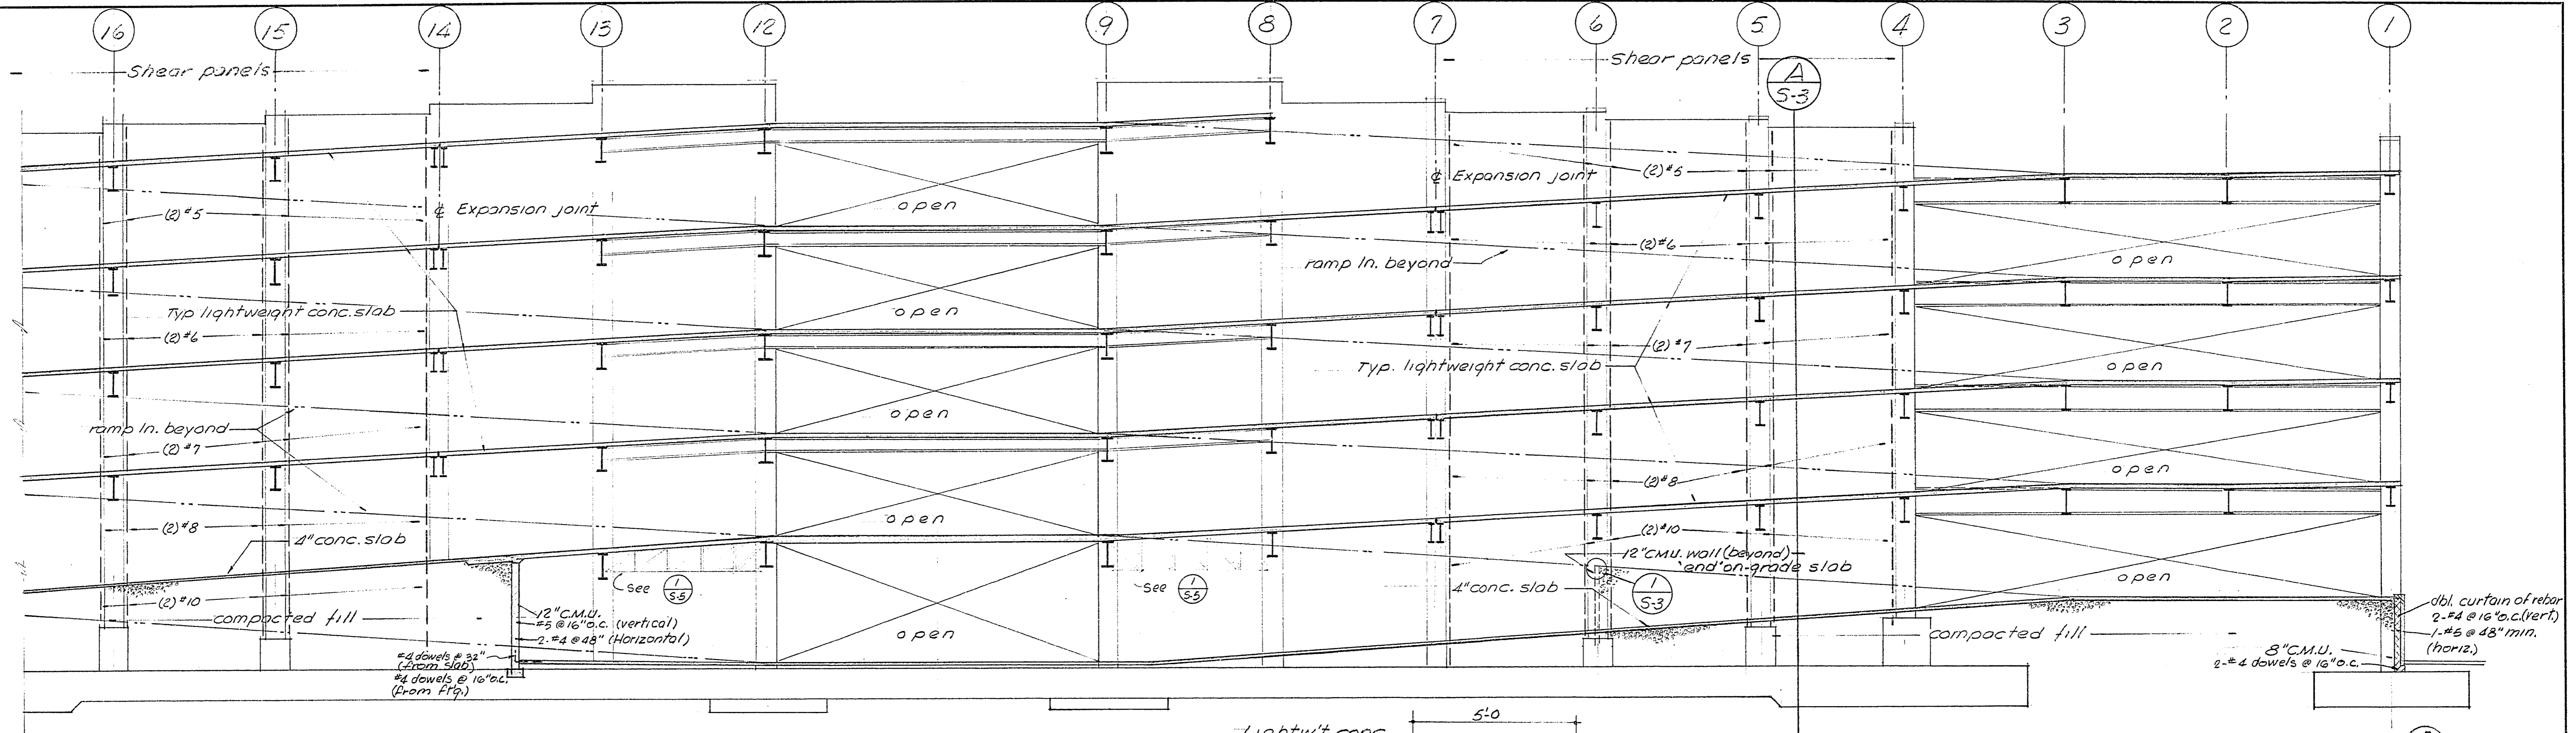 16 15 14 13 12 9 8 7 6 5 4 3 2 1
Shear panels
Shear panels
A
S-3
(2)#5
¢ Expansion joint
(2)#5
¢ Expansion joint
open
(2)#6
ramp ln. beyond
open
Typ lightweight conc. slab
open
(2)#6
(2)#7
Typ. lightweight conc. slab
open
open
ramp ln. beyond
(2)#7
open
(2)#8
open
(2)#8
(2)#10
4" conc. slab
12" C.M.U. wall (beyond)
'end' on-grade slab
open
see 1
S-5
see 1
S-5
4" conc. slab
1
S-3
(2)#10
compacted fill
12" C.M.U.
#5 @ 16" o.c. (vertical)
2-#4 @ 48" (Horizontal)
open
compacted fill
dbl. curtain of rebar
2-#4 @ 16" o.c. (vert.)
1-#5 @ 48" min.
(horiz.)
#4 dowels @ 32"
(from slab)
#4 dowels @ 16" o.c.
(from ftg.)
8" C.M.U.
2-#4 dowels @ 16" o.c.
5'-0
Lightw't conc.